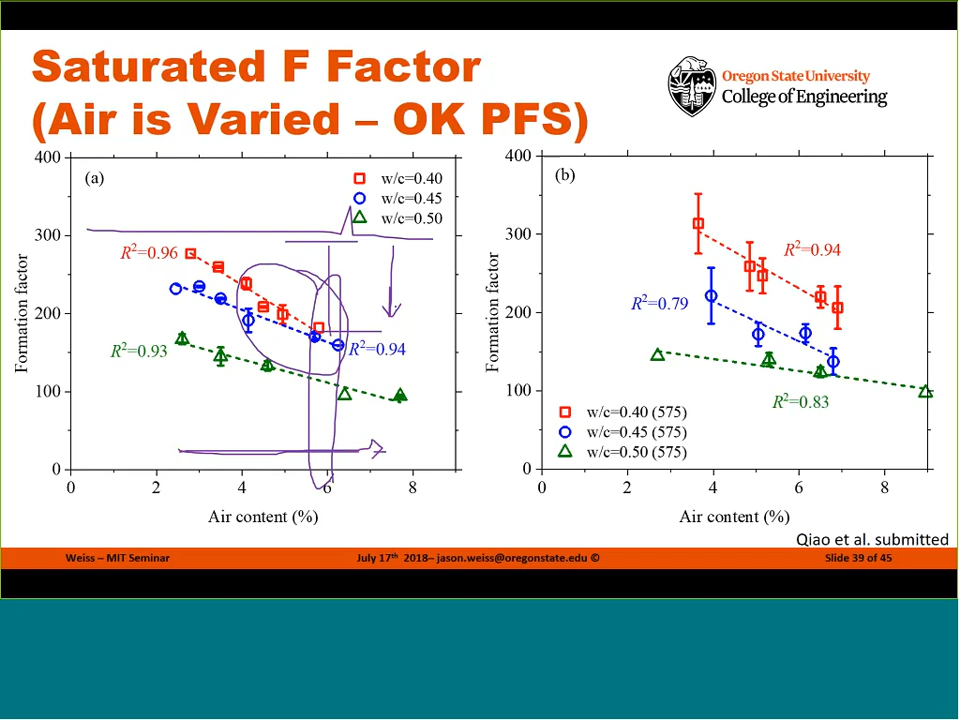 Saturated F Factor
(Air is Varied – OK PFS)
Oregon State University
College of Engineering
400
300
200
100
0
0 2 4 6 8
Formation factor
Air content (%)
(a)
w/c=0.40
w/c=0.45
w/c=0.50
R²=0.96
R²=0.94
R²=0.93
400
300
200
100
0
0 2 4 6 8
Formation factor
Air content (%)
(b)
R²=0.94
R²=0.79
R²=0.83
w/c=0.40 (575)
w/c=0.45 (575)
w/c=0.50 (575)
Qiao et al. submitted
Weiss – MIT Seminar July 17th 2018– jason.weiss@oregonstate.edu © Slide 39 of 45